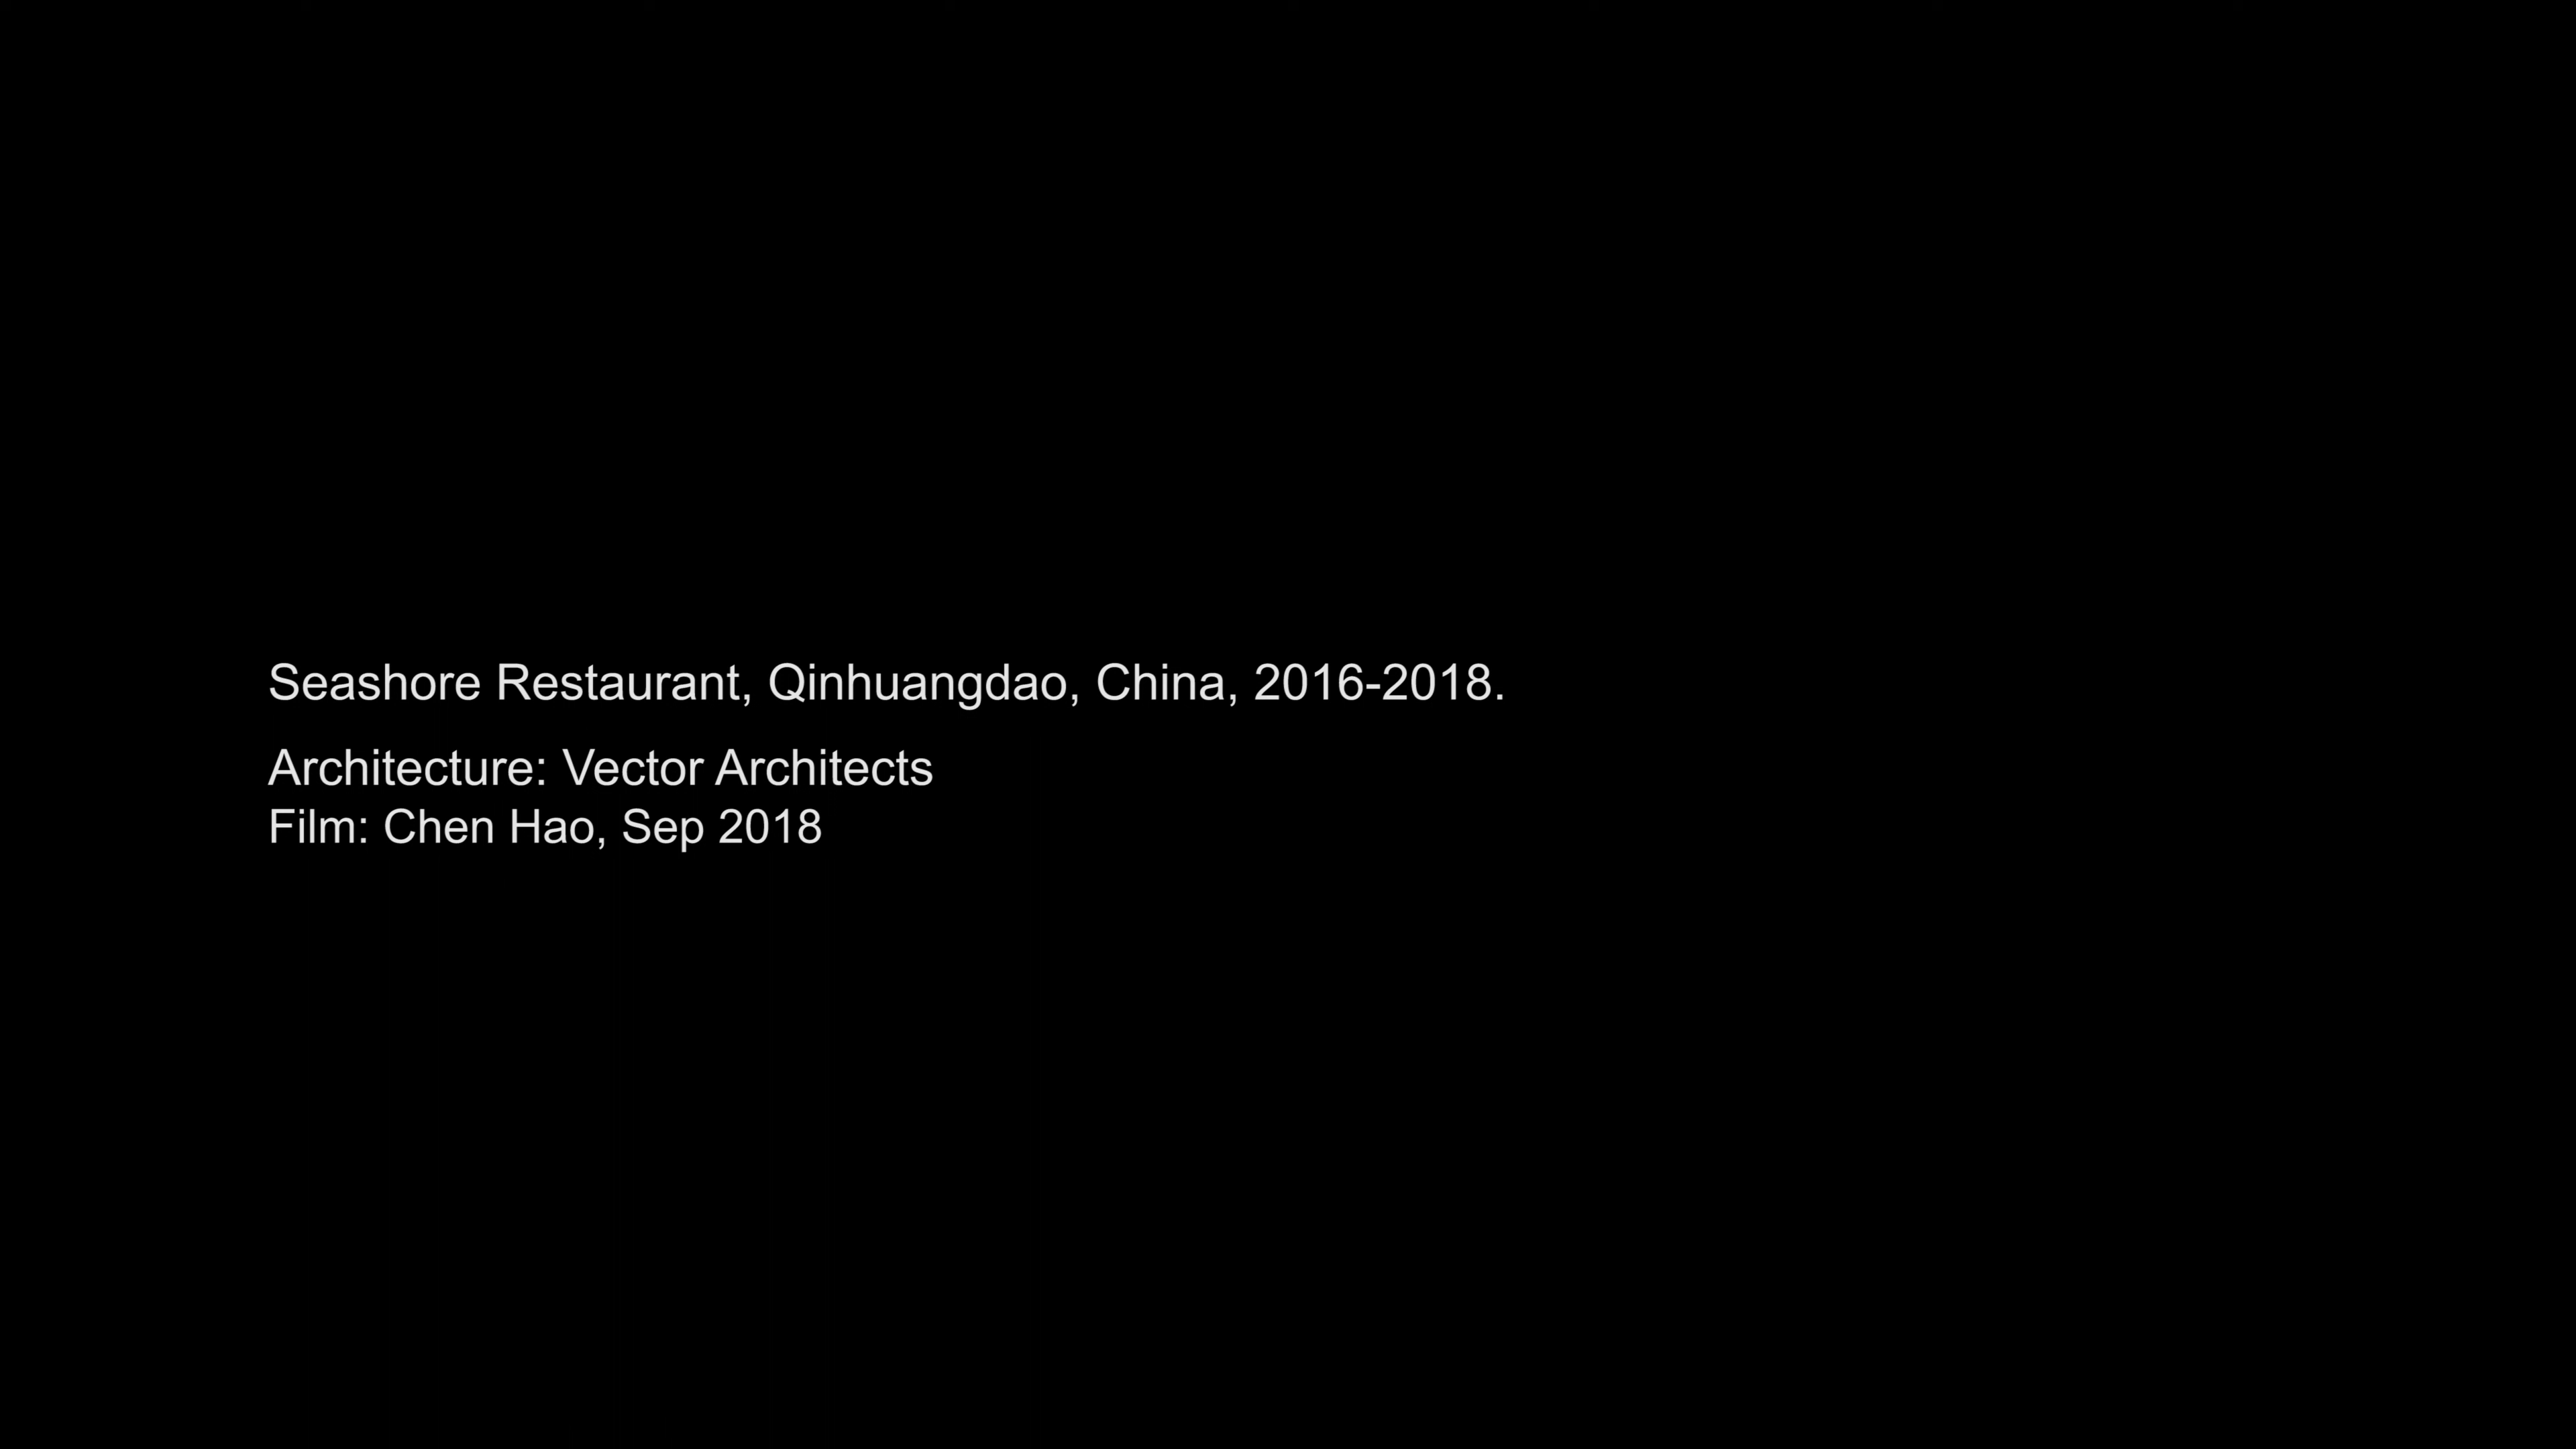 Seashore Restaurant, Qinhuangdao, China, 2016-2018.
Architecture: Vector Architects
Film: Chen Hao, Sep 2018